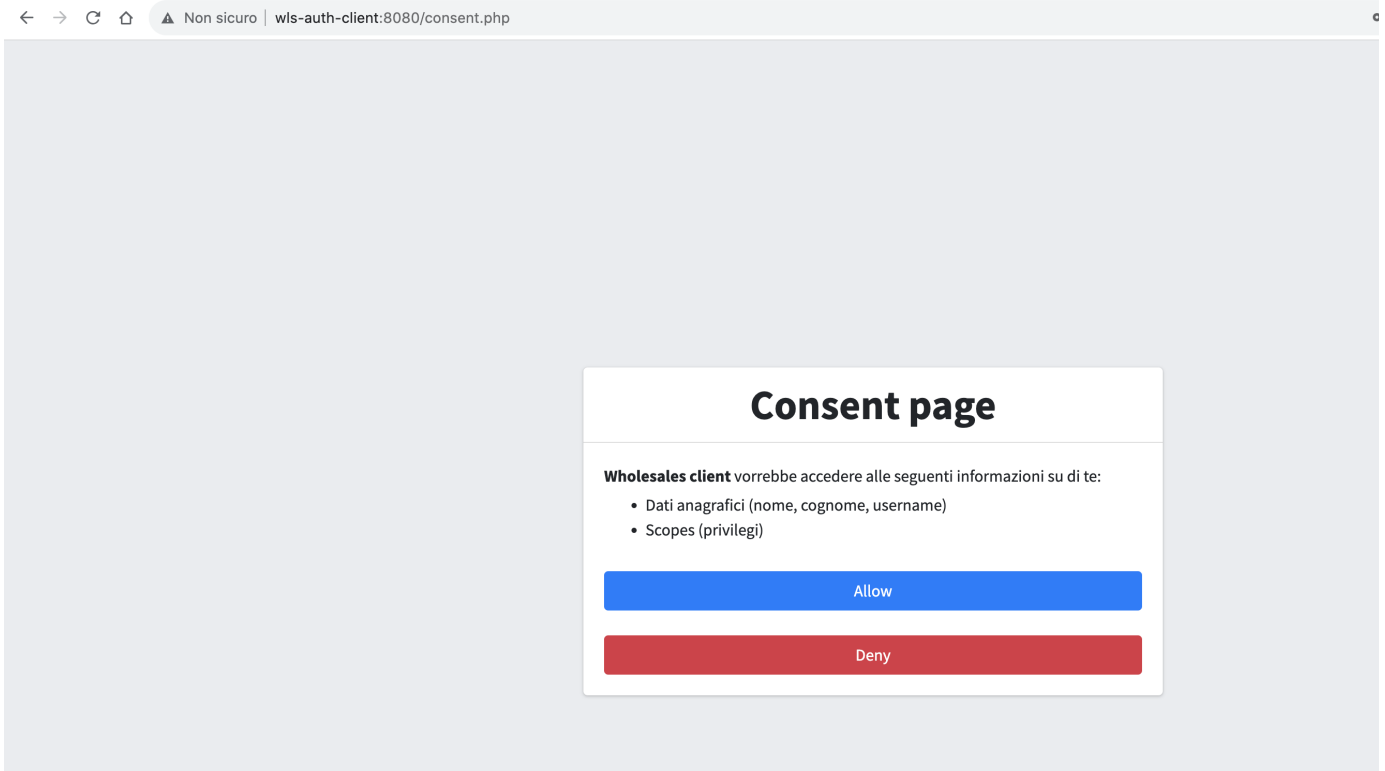 Non sicuro | wls-auth-client:8080/consent.php
Consent page
Wholesales client vorrebbe accedere alle seguenti informazioni su di te:
• Dati anagrafici (nome, cognome, username)
• Scopes (privilegi)
Allow
Deny